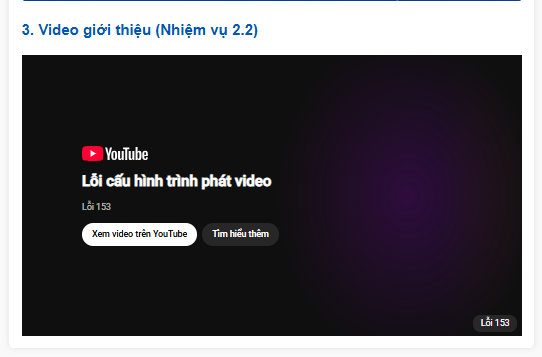 3. Video giới thiệu (Nhiệm vụ 2.2)
YouTube
Lỗi cấu hình trình phát video
Lỗi 153
Xem video trên YouTube
Tìm hiểu thêm
Lỗi 153